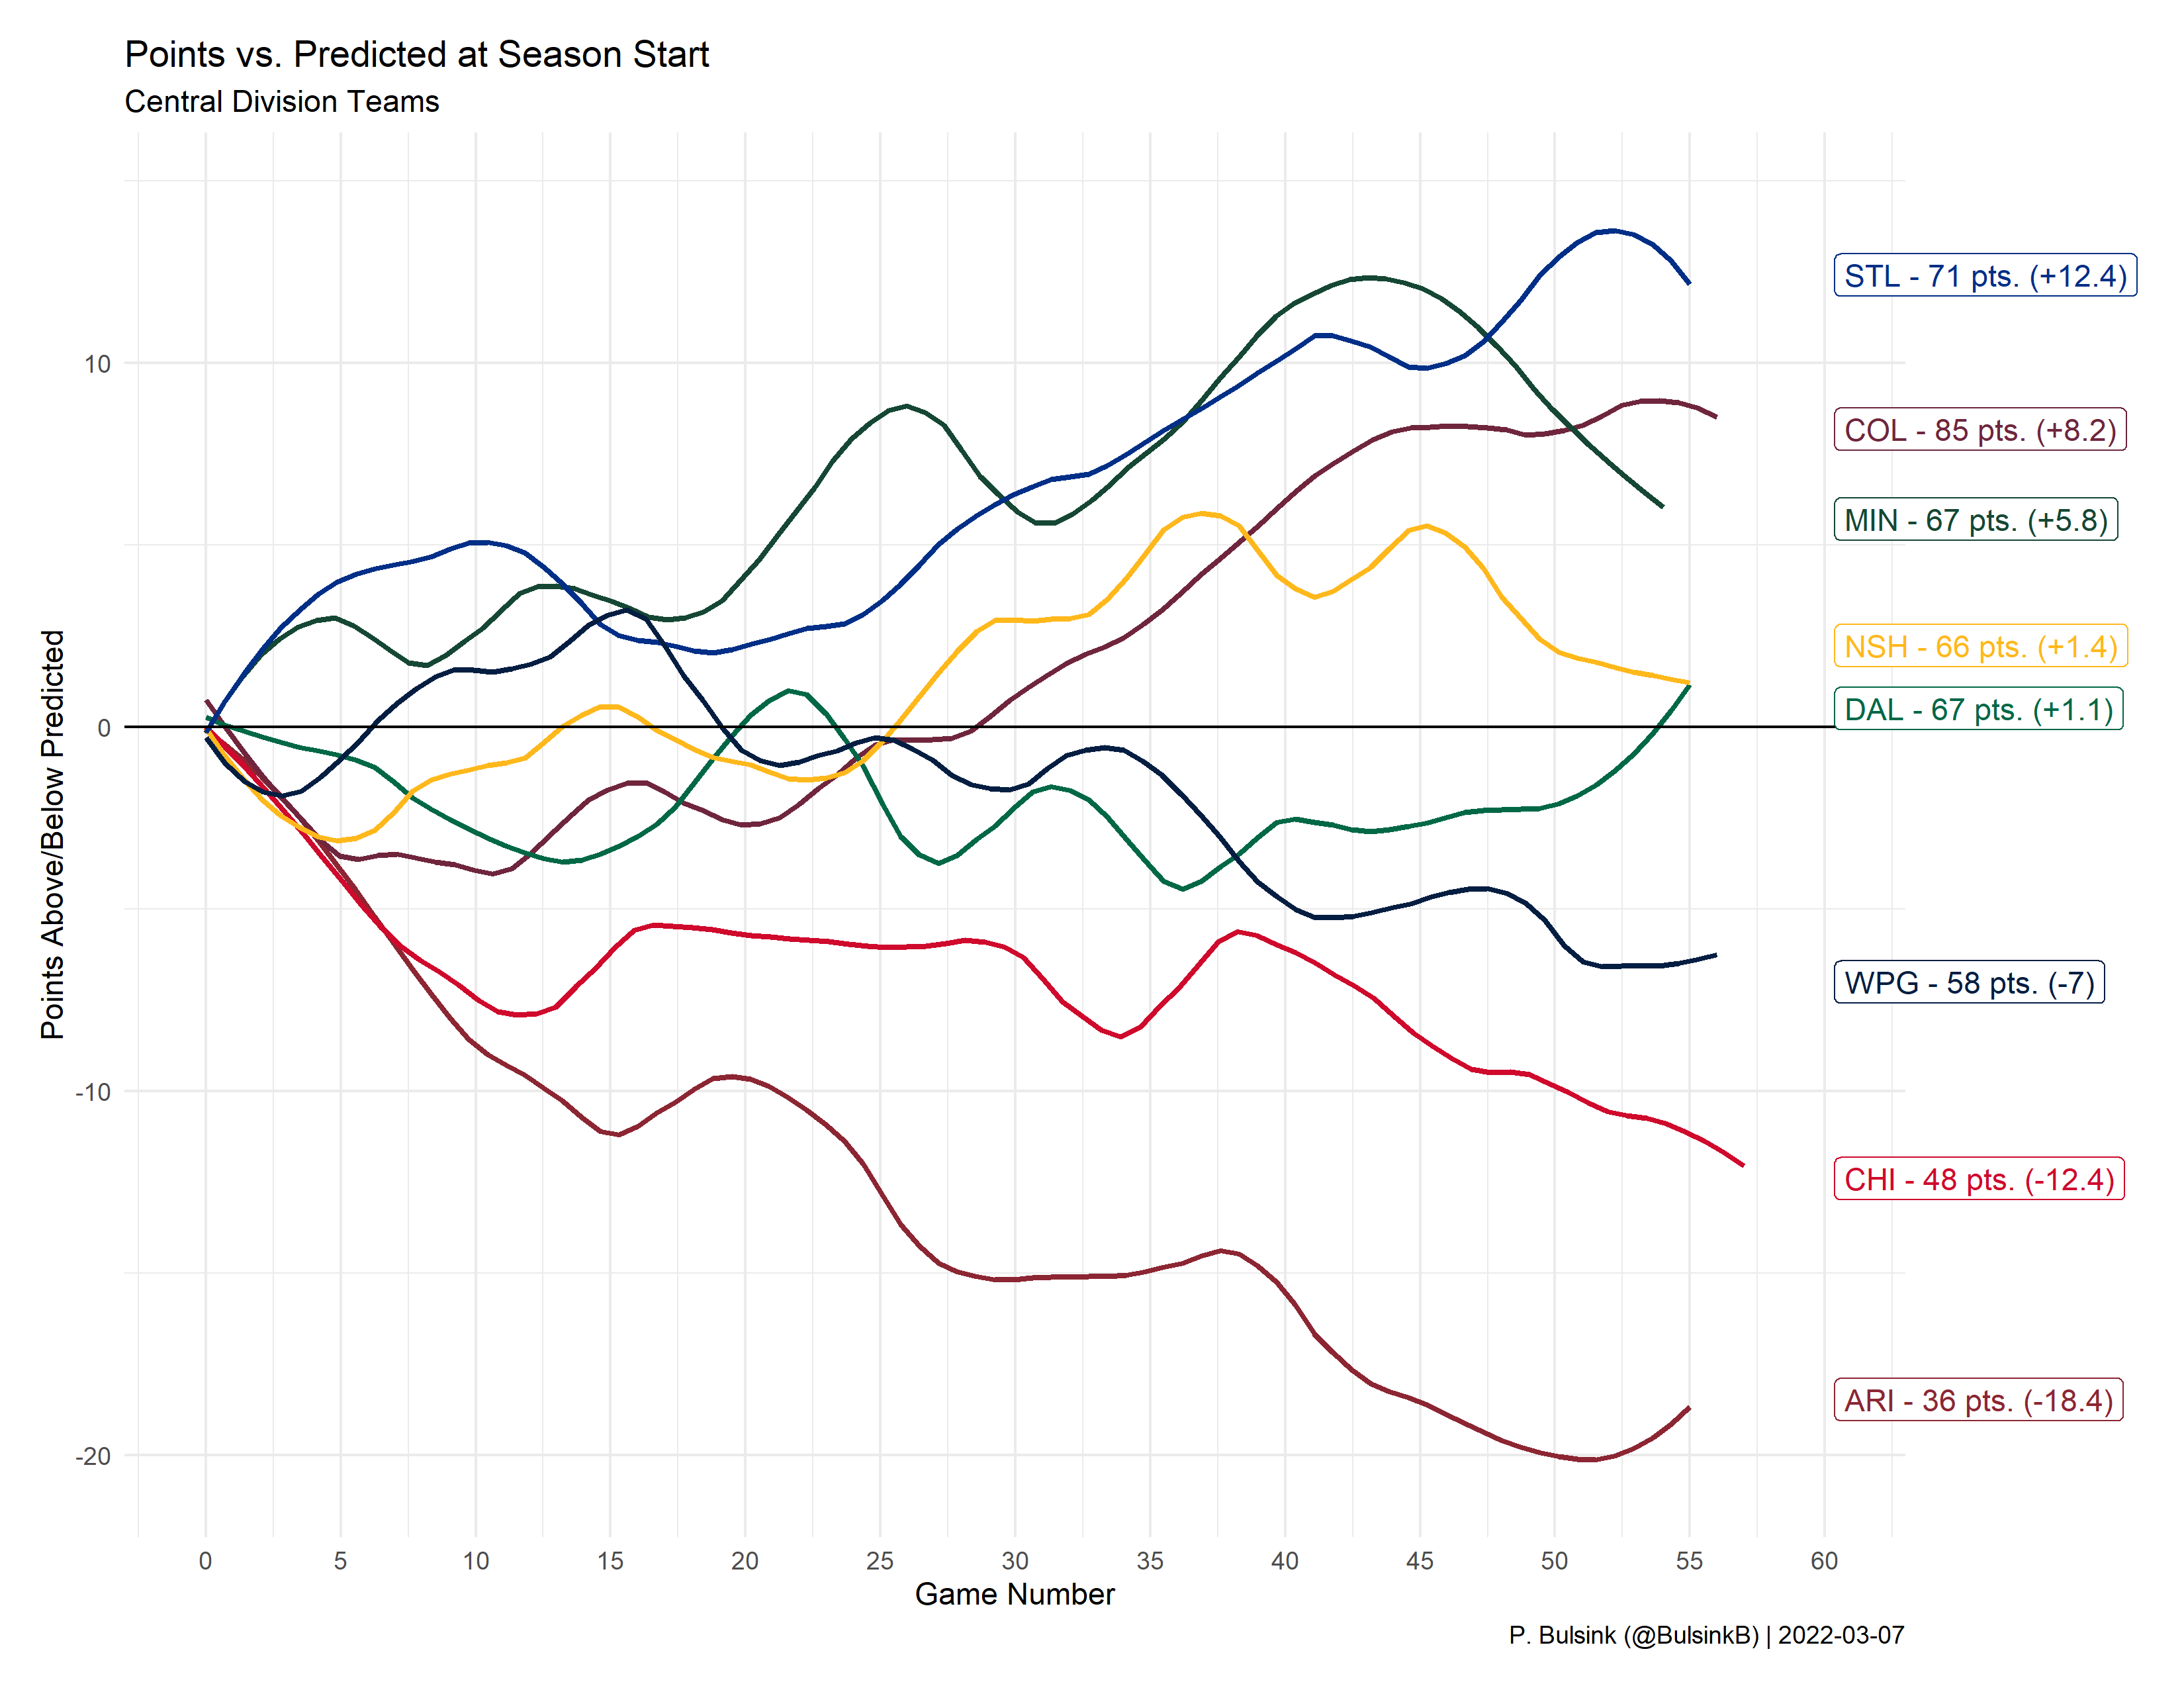 Points vs. Predicted at Season Start
Central Division Teams
Points Above/Below Predicted
10
0
-10
-20
STL - 71 pts. (+12.4)
COL - 85 pts. (+8.2)
MIN - 67 pts. (+5.8)
NSH - 66 pts. (+1.4)
DAL - 67 pts. (+1.1)
WPG - 58 pts. (-7)
CHI - 48 pts. (-12.4)
ARI - 36 pts. (-18.4)
0 5 10 15 20 25 30 35 40 45 50 55 60
Game Number
P. Bulsink (@BulsinkB) | 2022-03-07